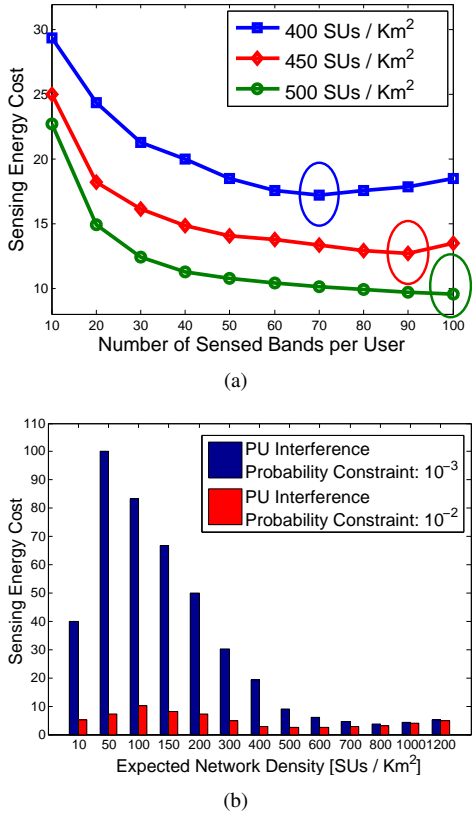 30
25
20
15
10
Sensing Energy Cost
400 SUs / Km²
450 SUs / Km²
500 SUs / Km²
10 20 30 40 50 60 70 80 90 100
Number of Sensed Bands per User
(a)
110
100
90
80
70
60
50
40
30
20
10
0
Sensing Energy Cost
PU Interference
Probability Constraint: 10⁻³
PU Interference
Probability Constraint: 10⁻²
10 50 100 150 200 300 400 500 600 700 800 1000 1200
Expected Network Density [SUs / Km²]
(b)